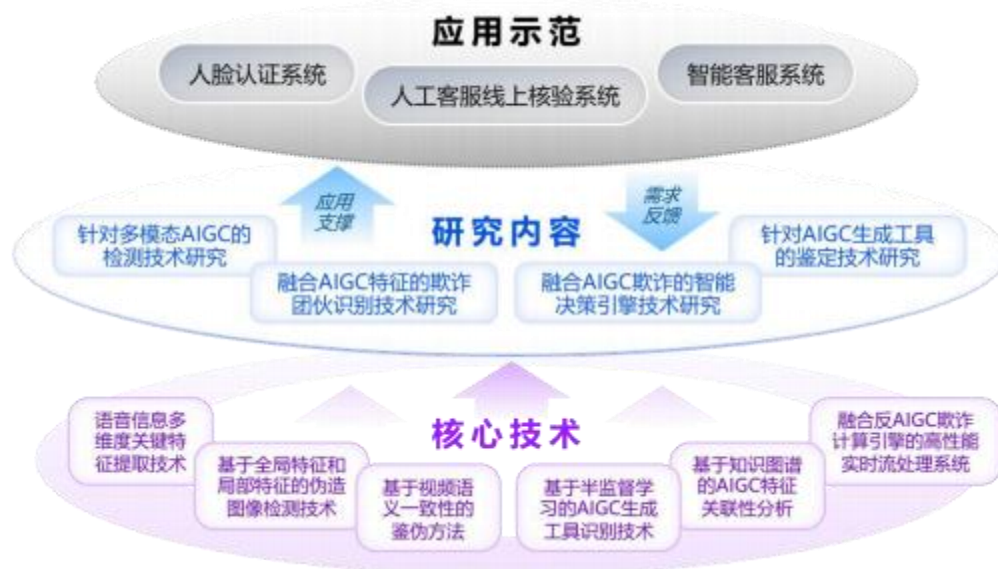 应用示范
人脸认证系统
人工客服线上核验系统
智能客服系统
应用
支撑
需求
反馈
研究内容
针对多模态AIGC的
检测技术研究
融合AIGC特征的欺诈
团伙识别技术研究
融合AIGC欺诈的智能
决策引擎技术研究
针对AIGC生成工具
的鉴定技术研究
核心技术
语音信息多
维度关键特
征提取技术
基于全局特征和
局部特征的伪造
图像检测技术
基于视频语
义一致性的
鉴伪方法
基于半监督学
习的AIGC生成
工具识别技术
基于知识图谱
的AIGC特征
关联性分析
融合反AIGC欺诈
计算引擎的高性能
实时流处理系统